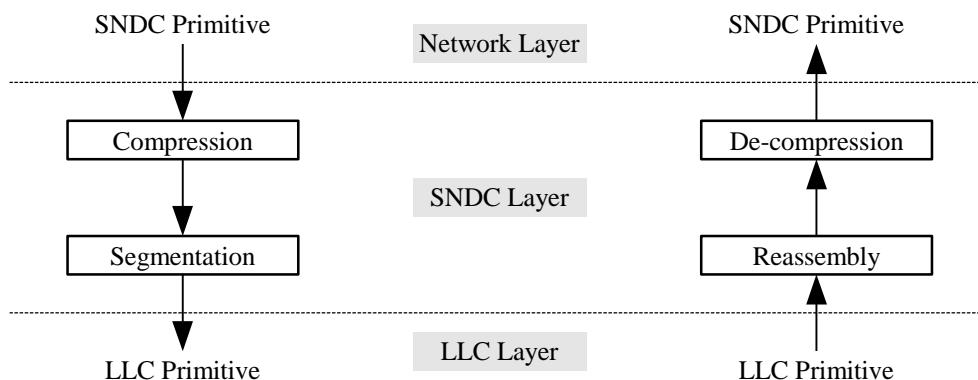 SNDC Primitive
Network Layer
SNDC Primitive
Compression
De-compression
SNDC Layer
Segmentation
Reassembly
LLC Layer
LLC Primitive
LLC Primitive